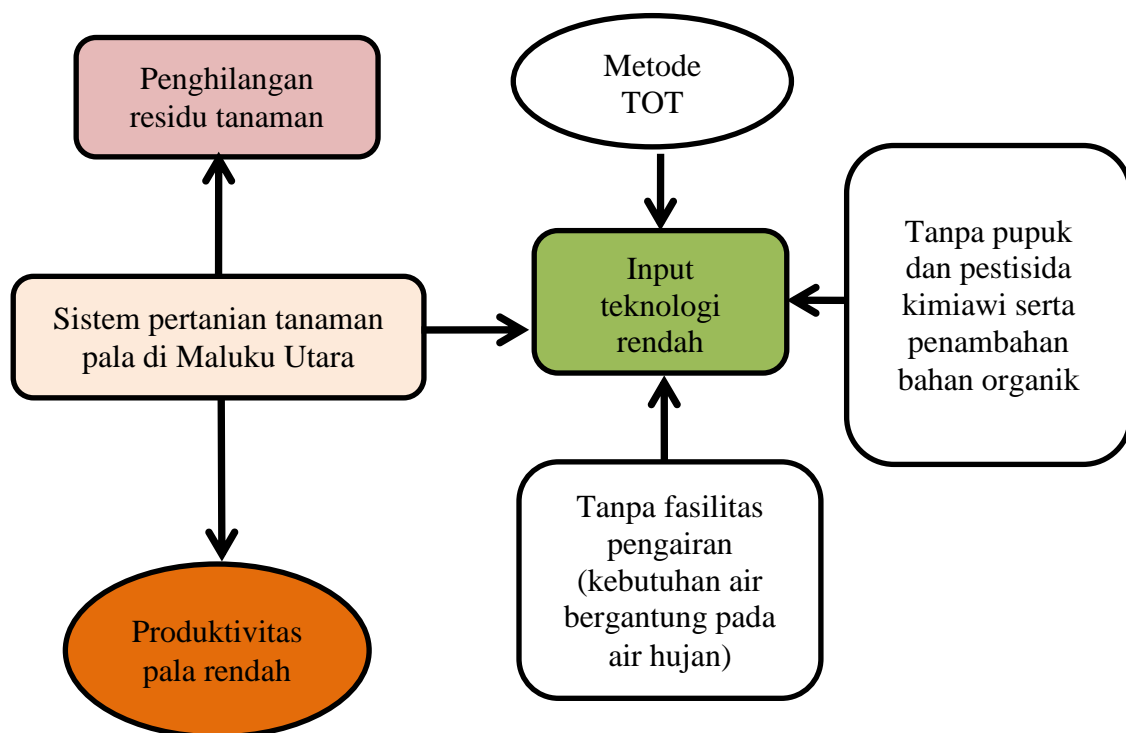 Penghilangan
residu tanaman
Metode
TOT
Tanpa pupuk
dan pestisida
kimiawi serta
penambahan
bahan organik
Input
teknologi
rendah
Sistem pertanian tanaman
pala di Maluku Utara
Tanpa fasilitas
pengairan
(kebutuhan air
bergantung pada
air hujan)
Produktivitas
pala rendah